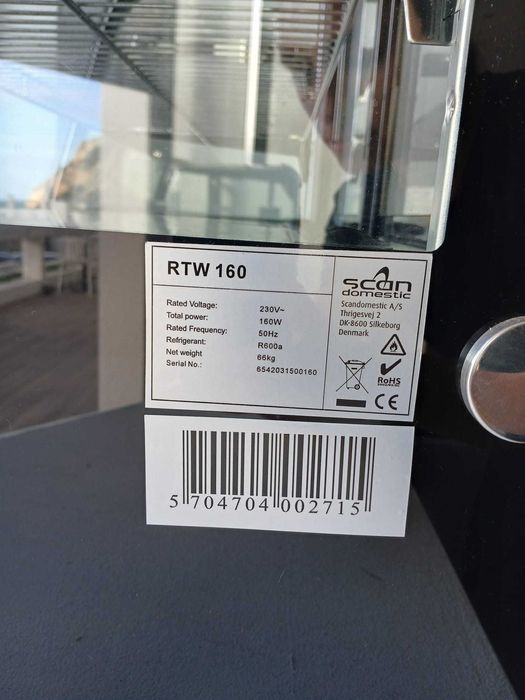 RTW 160
Rated Voltage: 230V~
Total power: 160W
Rated Frequency: 50Hz
Refrigerant: R600a
Net weight 66kg
Serial No.: 6542031500160
scan
domestic
Scandomestic A/S
Thrigesvej 2
DK-8600 Silkeborg
Denmark
RoHS
CE
5 704704 002715